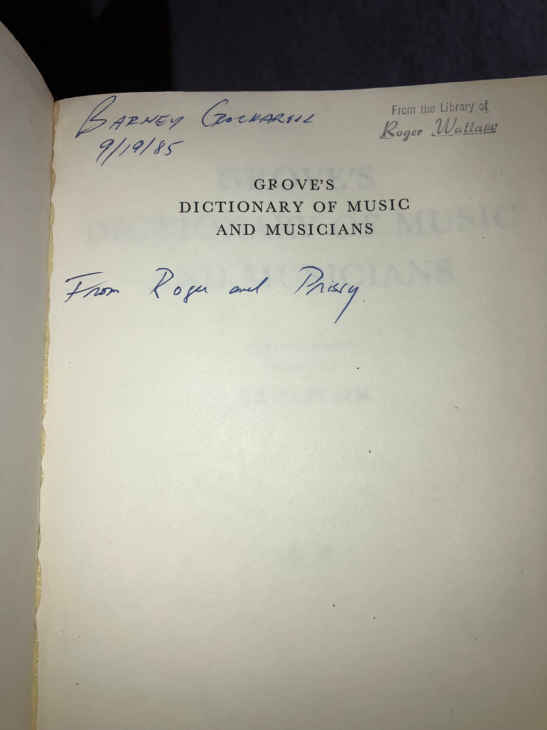 BARNEY CROCKARELL
9/19/85
From the Library of
Roger Wallace
GROVE'S
DICTIONARY OF MUSIC
AND MUSICIANS
From Roger and Prissy